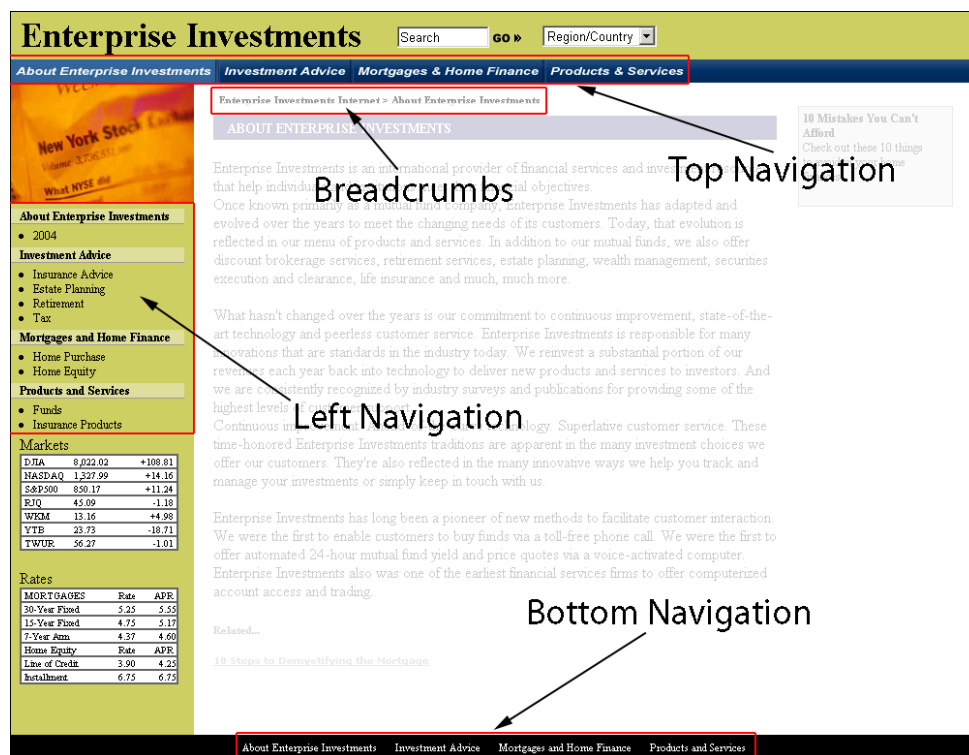 Enterprise Investments
Search GO » Region/Country
About Enterprise Investments Investment Advice Mortgages & Home Finance Products & Services
New York Stock
What NYSE did
Enterprise Investments Internet > About Enterprise Investments
ABOUT ENTERPRISE INVESTMENTS
10 Mistakes You Can't
Afford
Check out these 10 things
home
Top Navigation
Breadcrumbs
Enterprise Investments is an international provider of financial services and
that help objectives.
Once known primarily as a mutual fund company, Enterprise Investments has adapted and
evolved over the years to meet the changing needs of its customers. Today, that evolution is
reflected in our menu of products and services. In addition to our mutual funds, we also offer
discount brokerage services, retirement services, estate planning, wealth management, securities
execution and clearance, life insurance and much, much more.
What hasn't changed over the years is our commitment to continuous improvement, state-of-the-
art technology and peerless customer service. Enterprise Investments is responsible for many
innovations that are standards in the industry today. We reinvest a substantial portion of our
revenues each year back into technology to deliver new products and services to investors. And
we are consistently recognized by industry surveys and publications for providing some of the
highest levels of
Left Navigation
Superlative customer service. These
time-honored Enterprise Investments traditions are apparent in the many investment choices we
offer our customers. They're also reflected in the many innovative ways we help you track and
manage your investments or simply keep in touch with us.
Enterprise Investments has long been a pioneer of new methods to facilitate customer interaction.
We were the first to enable customers to buy funds via a toll-free phone call. We were the first to
offer automated 24-hour mutual fund yield and price quotes via a voice-activated computer.
Enterprise Investments also was one of the earliest financial services firms to offer computerized
account access and trading.
Bottom Navigation
Related...
10 Steps to Demystifying the Mortgage
About Enterprise Investments
• 2004
Investment Advice
• Insurance Advice
• Estate Planning
• Retirement
• Tax
Mortgages and Home Finance
• Home Purchase
• Home Equity
Products and Services
• Funds
• Insurance Products
Markets
DJIA 8,022.02 +108.81
NASDAQ 1,327.99 +14.16
S&P500 850.17 +11.24
RJQ 45.09 -1.18
WKM 13.16 +4.98
YTB 23.73 -18.71
TWUR 56.27 -1.01
Rates
MORTGAGES Rate APR
30-Year Fixed 5.25 5.55
15-Year Fixed 4.75 5.17
7-Year Arm 4.37 4.60
Home Equity Rate APR
Line of Credit 3.90 4.25
Installment 6.75 6.75
About Enterprise Investments Investment Advice Mortgages and Home Finance Products and Services